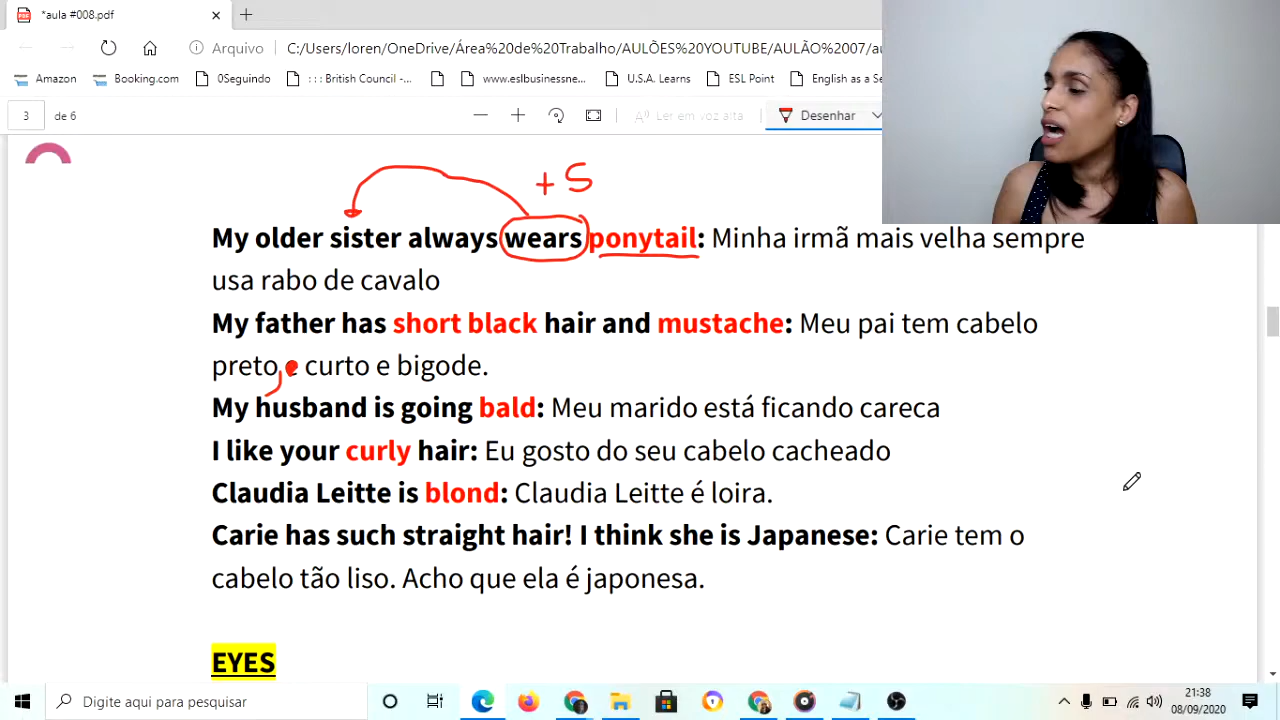 *aula #008.pdf
Arquivo
C:/Users/loren/OneDrive/Área%20de%20Trabalho/AULÕES%20YOUTUBE/AULÃO%2007/au
Amazon
Booking.com
0Seguindo
::: British Council -...
www.eslbusinessne...
U.S.A. Learns
ESL Point
English as a Se
3
de 6
Ler em voz alta
Desenhar
+ S
My older sister always wears ponytail: Minha irmã mais velha sempre
usa rabo de cavalo
My father has short black hair and mustache: Meu pai tem cabelo
preto e curto e bigode.
My husband is going bald: Meu marido está ficando careca
I like your curly hair: Eu gosto do seu cabelo cacheado
Claudia Leitte is blond: Claudia Leitte é loira.
Carie has such straight hair! I think she is Japanese: Carie tem o
cabelo tão liso. Acho que ela é japonesa.
EYES
Digite aqui para pesquisar
21:38
08/09/2020